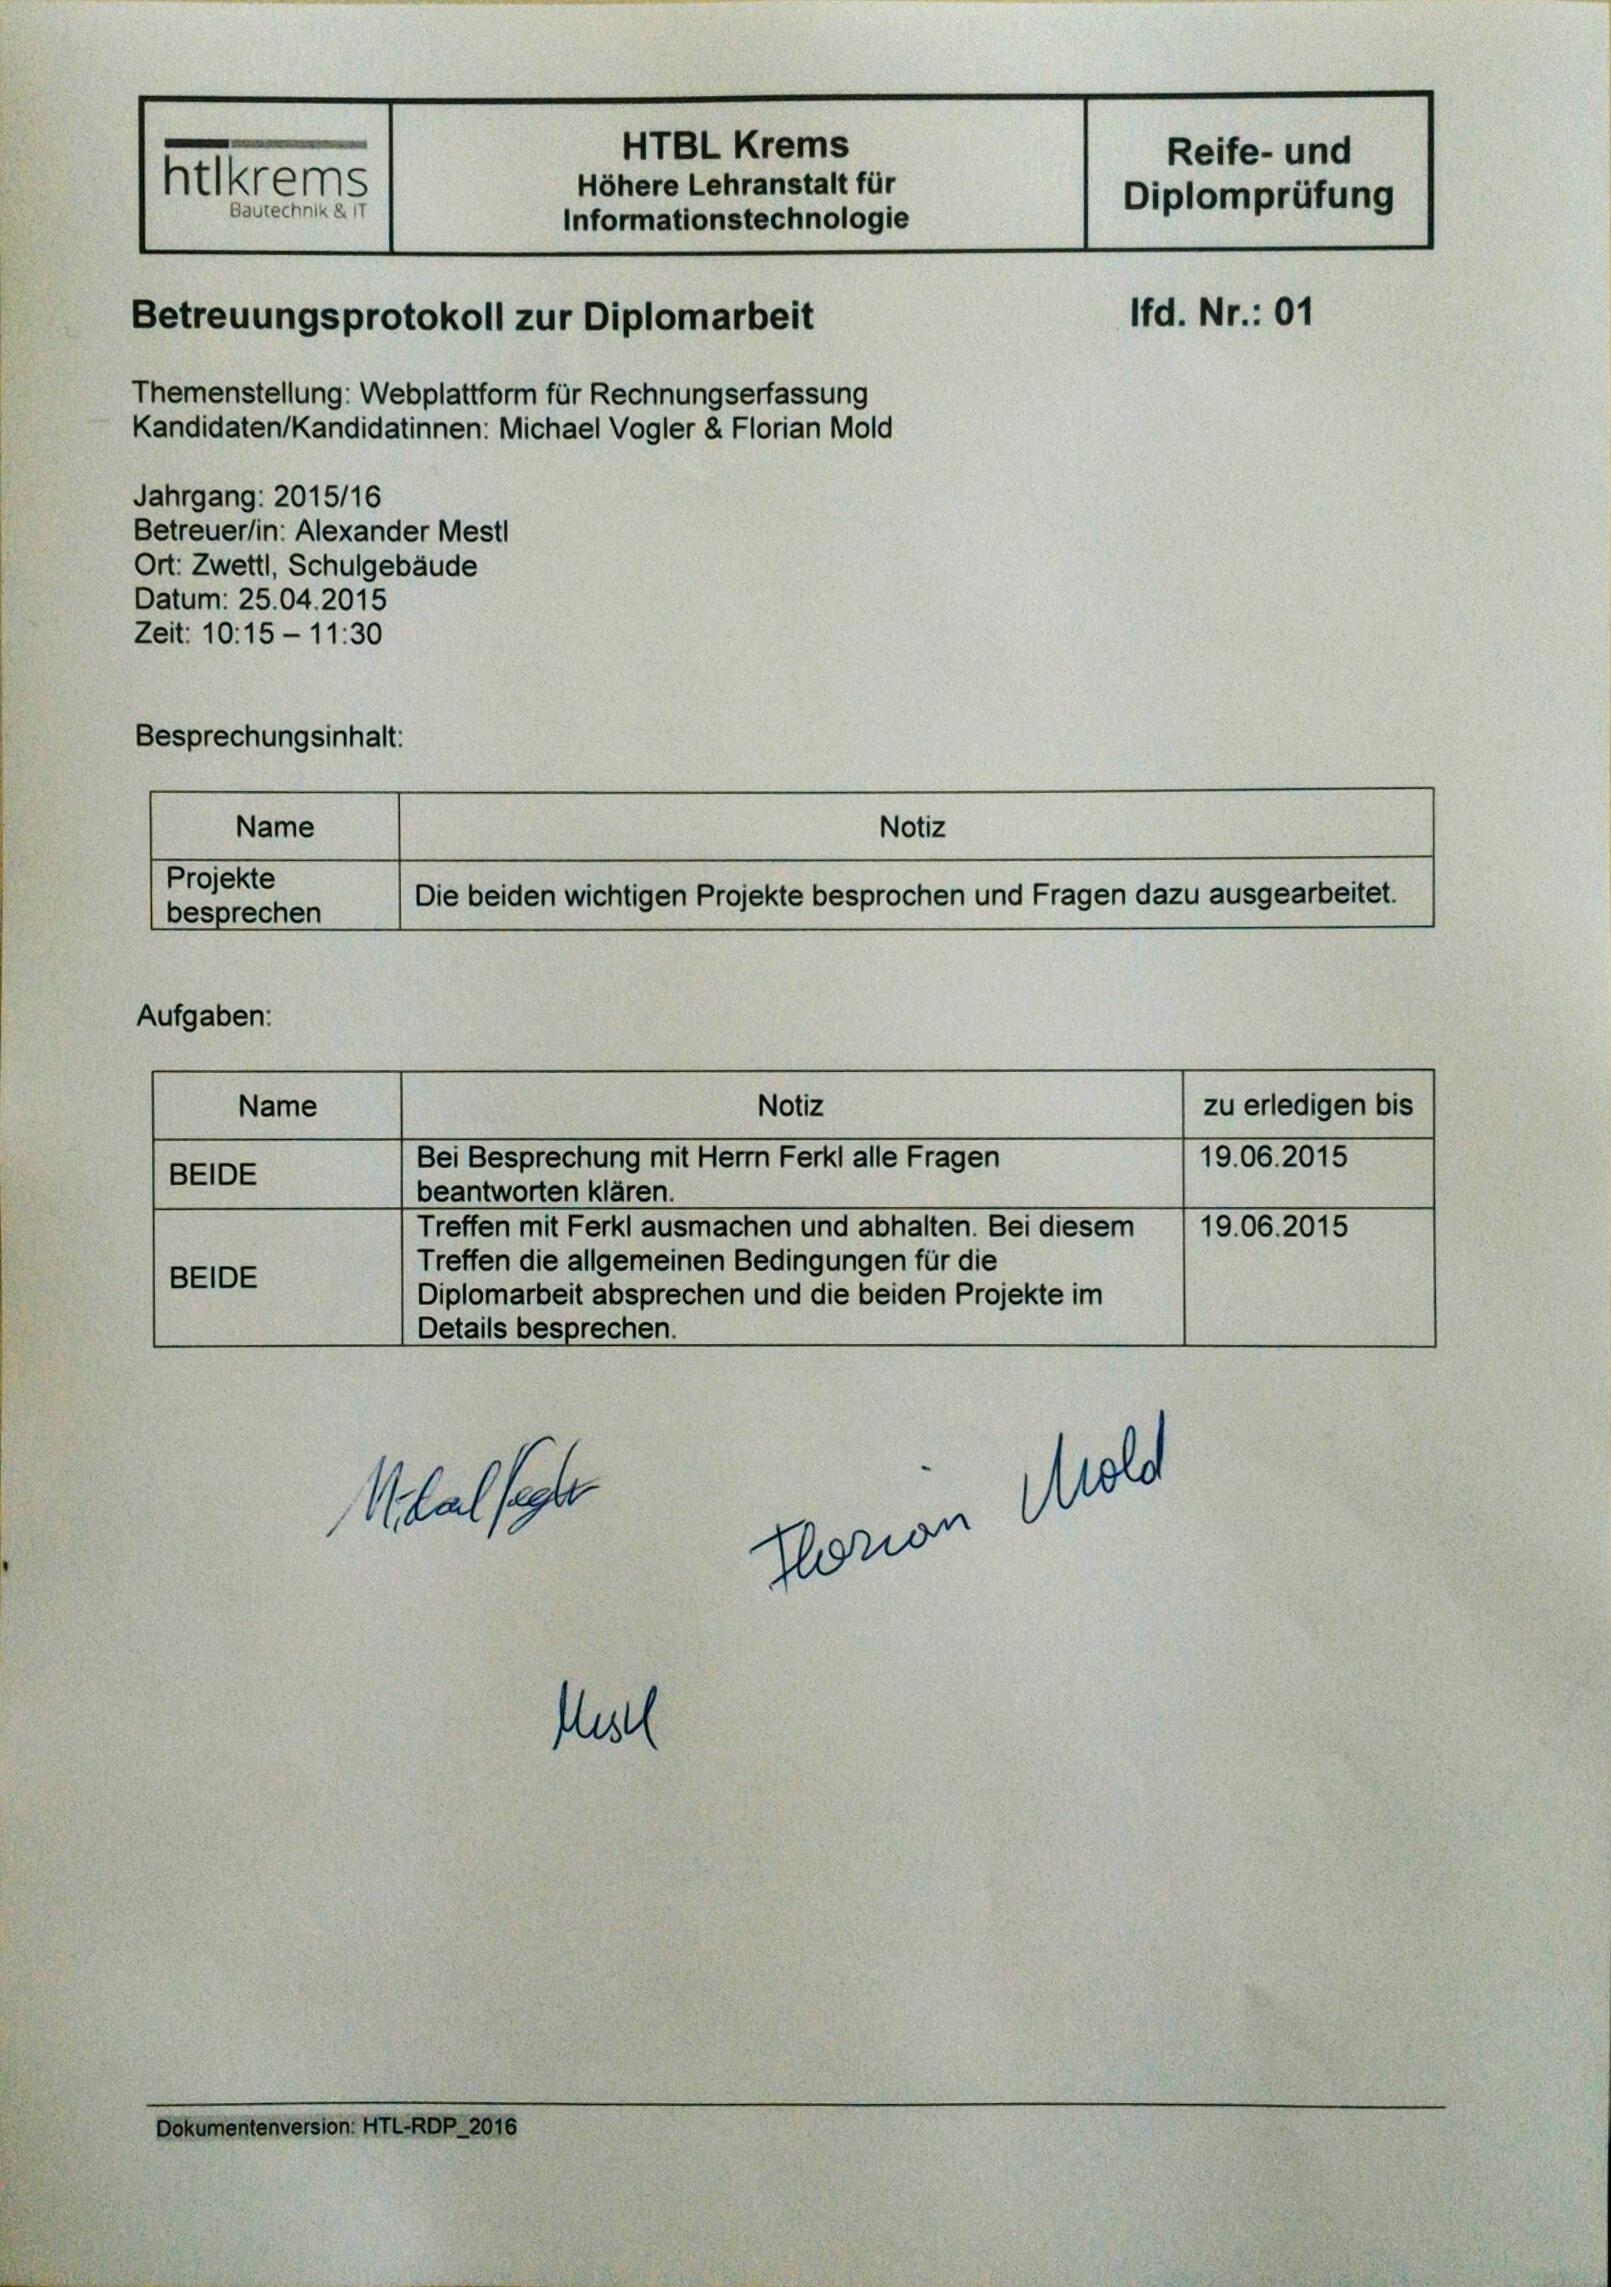 htlkrems
Bautechnik & IT
HTBL Krems
Höhere Lehranstalt für
Informationstechnologie
Reife- und
Diplomprüfung
Betreuungsprotokoll zur Diplomarbeit
lfd. Nr.: 01
Themenstellung: Webplattform für Rechnungserfassung
Kandidaten/Kandidatinnen: Michael Vogler & Florian Mold
Jahrgang: 2015/16
Betreuer/in: Alexander Mestl
Ort: Zwettl, Schulgebäude
Datum: 25.04.2015
Zeit: 10:15 – 11:30
Besprechungsinhalt:
Name
Notiz
Projekte
besprechen
Die beiden wichtigen Projekte besprochen und Fragen dazu ausgearbeitet.
Aufgaben:
Name
Notiz
zu erledigen bis
BEIDE
Bei Besprechung mit Herrn Ferkl alle Fragen
beantworten klären.
19.06.2015
BEIDE
Treffen mit Ferkl ausmachen und abhalten. Bei diesem
Treffen die allgemeinen Bedingungen für die
Diplomarbeit absprechen und die beiden Projekte im
Details besprechen.
19.06.2015
Michael Vogler
Florian Mold
Mestl
Dokumentenversion: HTL-RDP_2016